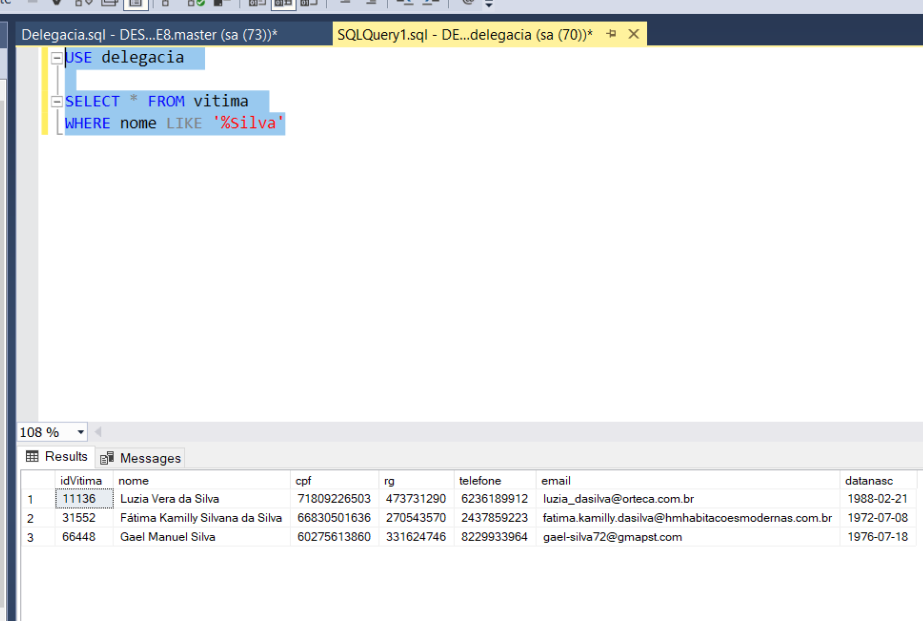 Delegacia.sql - DES...E8.master (sa (73))*
SQLQuery1.sql - DE...delegacia (sa (70))*
USE delegacia
SELECT * FROM vitima
WHERE nome LIKE '%Silva'
108 %
Results Messages
idVitima nome cpf rg telefone email datanasc
1 11136 Luzia Vera da Silva 71809226503 473731290 6236189912 luzia_dasilva@orteca.com.br 1988-02-21
2 31552 Fátima Kamilly Silvana da Silva 66830501636 270543570 2437859223 fatima.kamilly.dasilva@hmhabitacoesmodernas.com.br 1972-07-08
3 66448 Gael Manuel Silva 60275613860 331624746 8229933964 gael-silva72@gmapst.com 1976-07-18